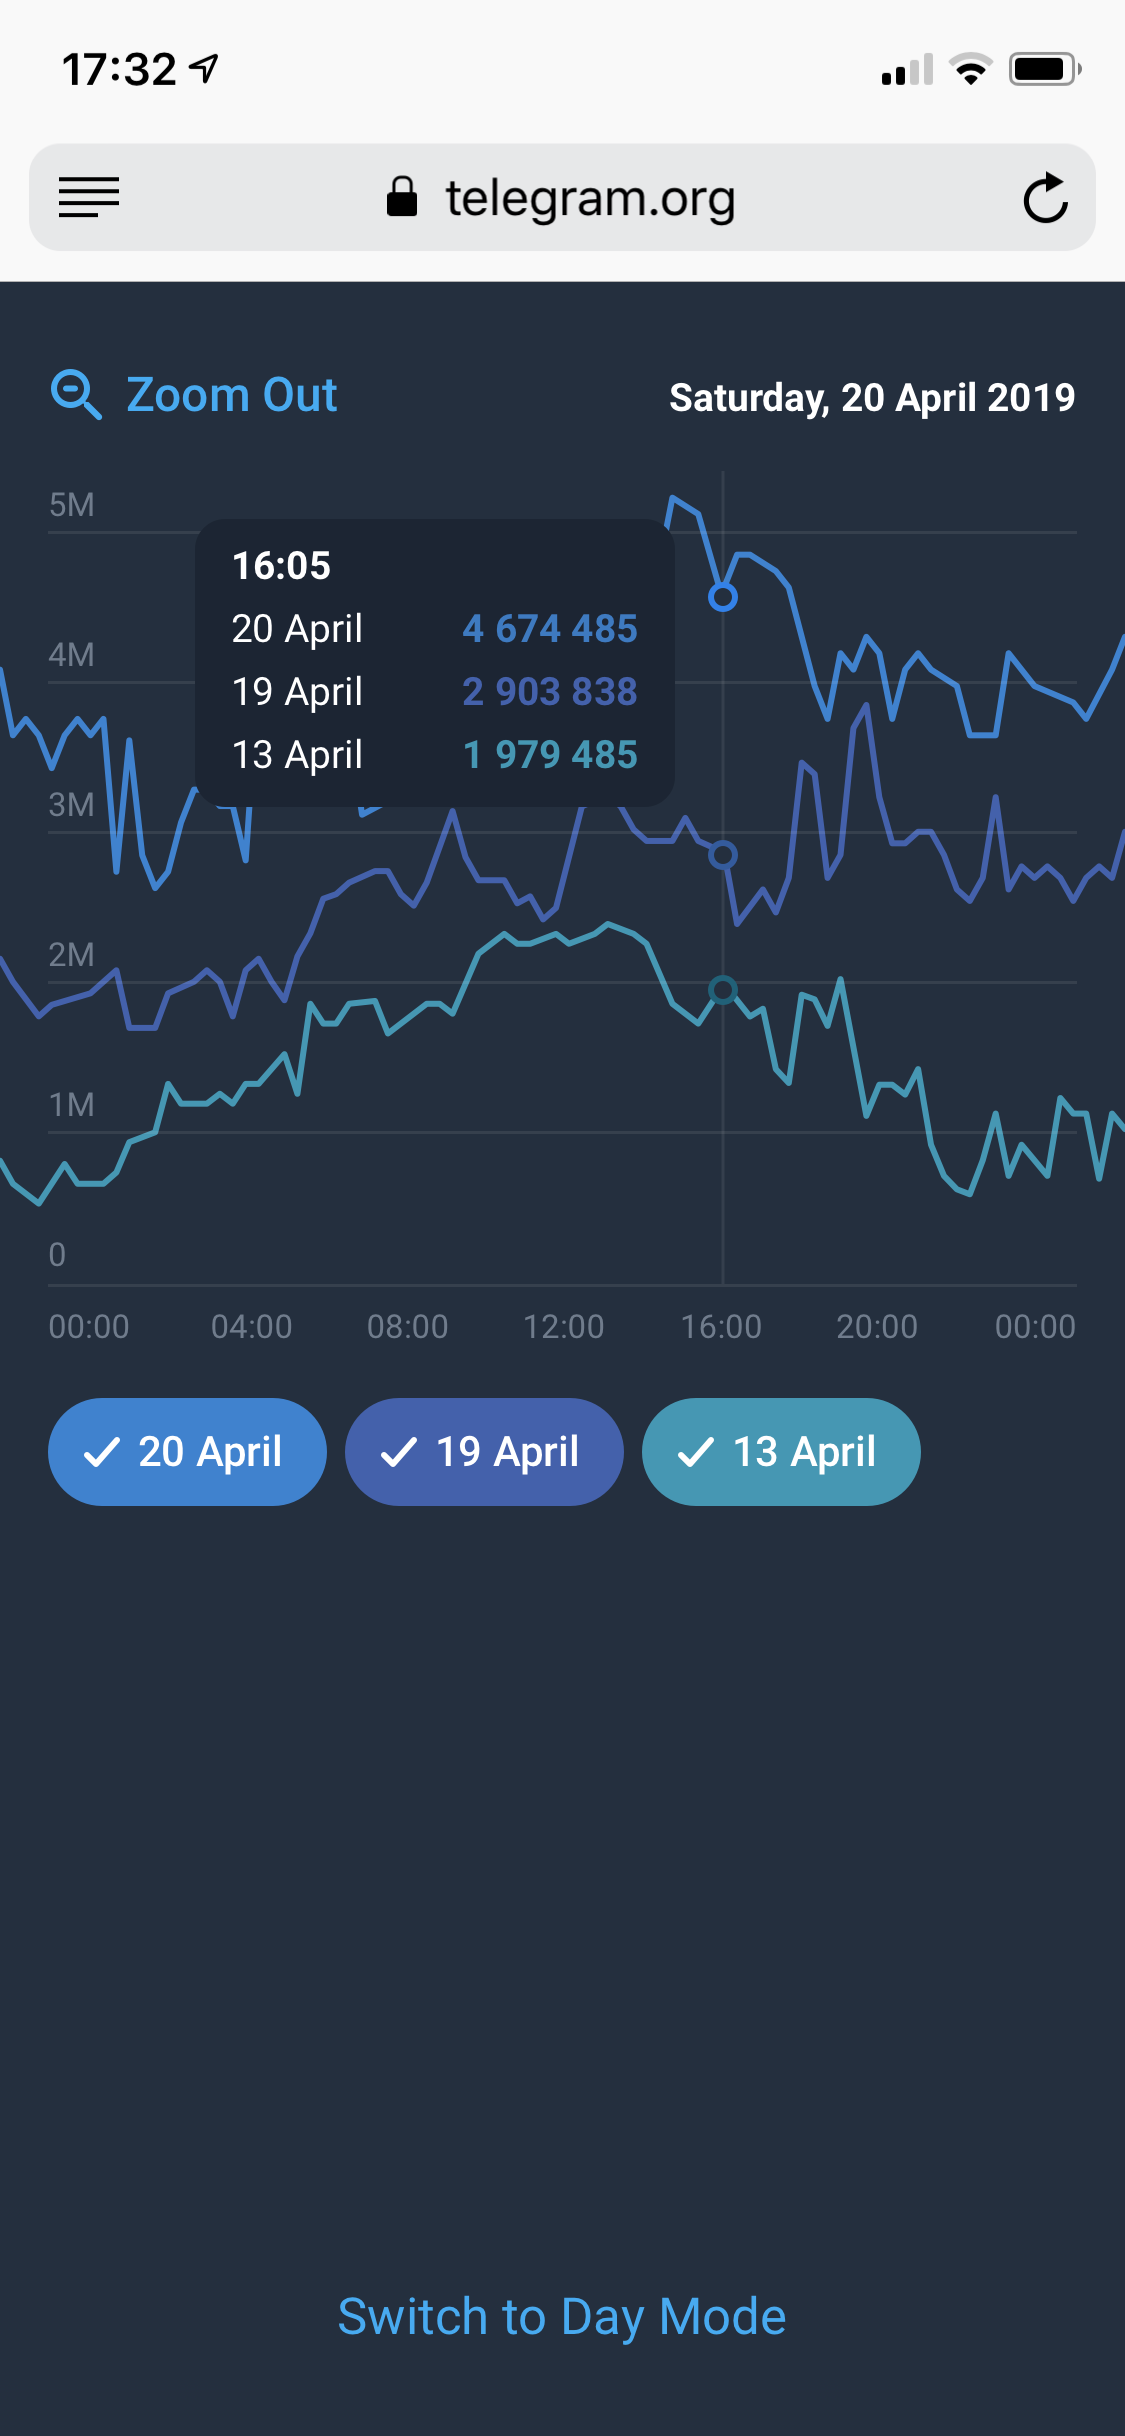 17:32
telegram.org
Zoom Out
Saturday, 20 April 2019
5M
16:05
20 April 4 674 485
4M
19 April 2 903 838
13 April 1 979 485
3M
2M
1M
0
00:00 04:00 08:00 12:00 16:00 20:00 00:00
20 April 19 April 13 April
Switch to Day Mode